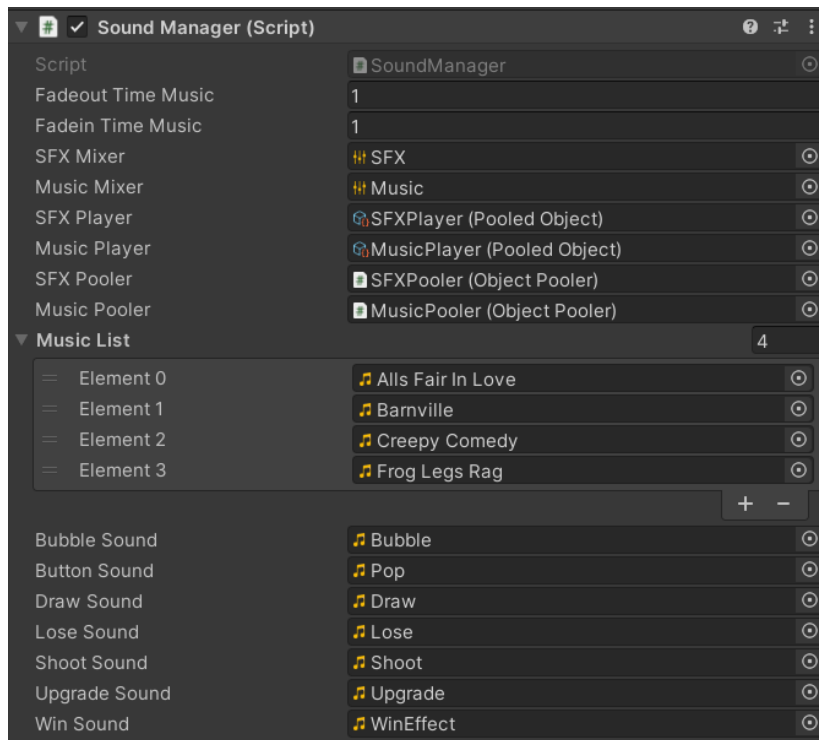 Sound Manager (Script)
Script SoundManager
Fadeout Time Music 1
Fadein Time Music 1
SFX Mixer SFX
Music Mixer Music
SFX Player SFXPlayer (Pooled Object)
Music Player MusicPlayer (Pooled Object)
SFX Pooler SFXPooler (Object Pooler)
Music Pooler MusicPooler (Object Pooler)
Music List 4
Element 0 Alls Fair In Love
Element 1 Barnville
Element 2 Creepy Comedy
Element 3 Frog Legs Rag
+ −
Bubble Sound Bubble
Button Sound Pop
Draw Sound Draw
Lose Sound Lose
Shoot Sound Shoot
Upgrade Sound Upgrade
Win Sound WinEffect